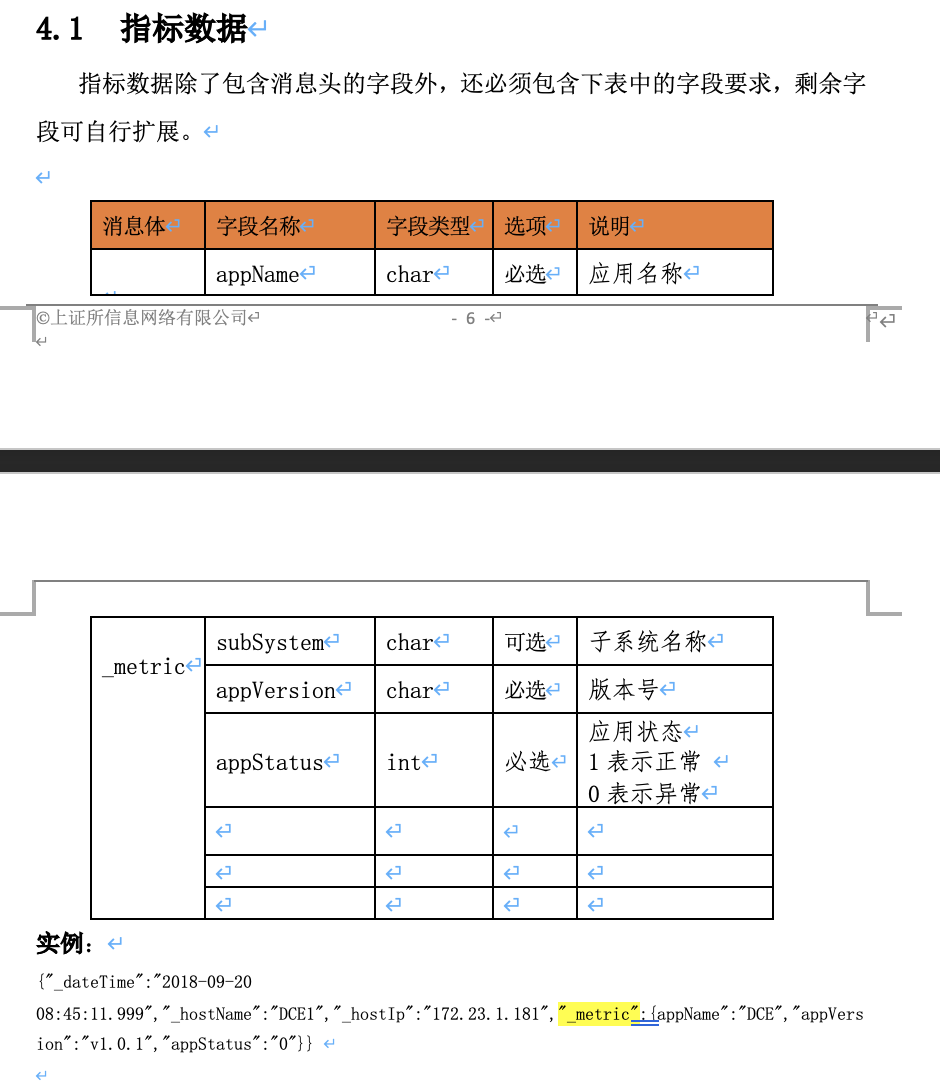 4.1 指标数据
指标数据除了包含消息头的字段外，还必须包含下表中的字段要求，剩余字
段可自行扩展。
消息体 字段名称 字段类型 选项 说明
appName char 必选 应用名称
©上证所信息网络有限公司 - 6 -
_metric subSystem char 可选 子系统名称
appVersion char 必选 版本号
appStatus int 必选 应用状态
1 表示正常
0 表示异常
实例：
{"_dateTime":"2018-09-20
08:45:11.999","_hostName":"DCE1","_hostIp":"172.23.1.181","_metric":{appName":"DCE","appVers
ion":"v1.0.1","appStatus":"0"}}